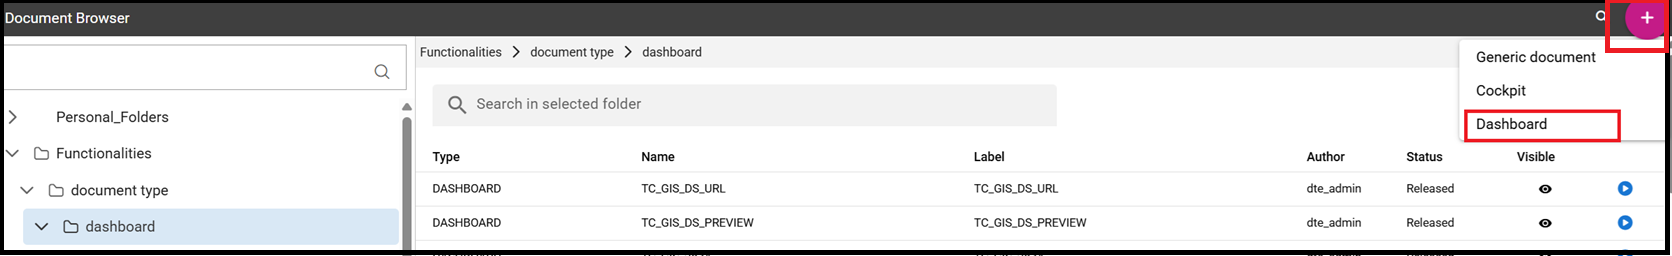 Document Browser
Functionalities > document type > dashboard
Generic document
Cockpit
Dashboard
Search in selected folder
Personal_Folders
Functionalities
document type
dashboard
Type Name Label Author Status Visible
DASHBOARD TC_GIS_DS_URL TC_GIS_DS_URL dte_admin Released
DASHBOARD TC_GIS_DS_PREVIEW TC_GIS_DS_PREVIEW dte_admin Released